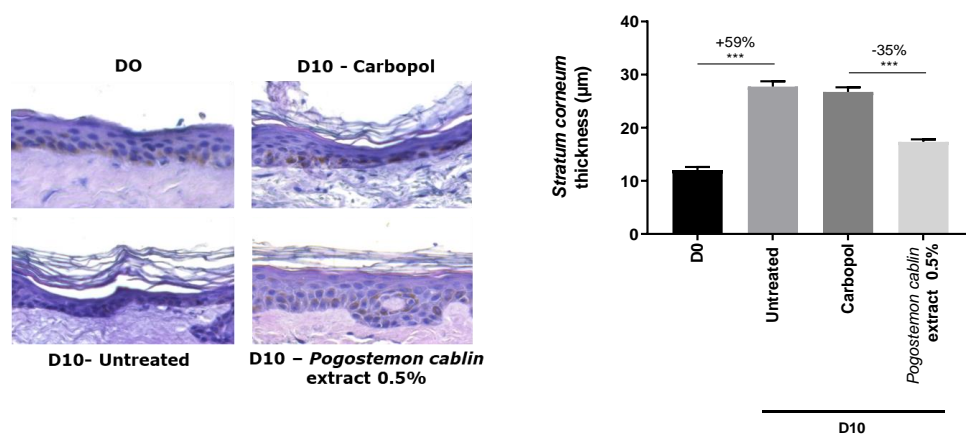 DO
D10 - Carbopol
D10- Untreated
D10 – Pogostemon cablin
extract 0.5%
Stratum corneum
thickness (µm)
40
30
20
10
0
+59%
***
-35%
***
D0
Untreated
Carbopol
Pogostemon cablin
extract 0.5%
D10